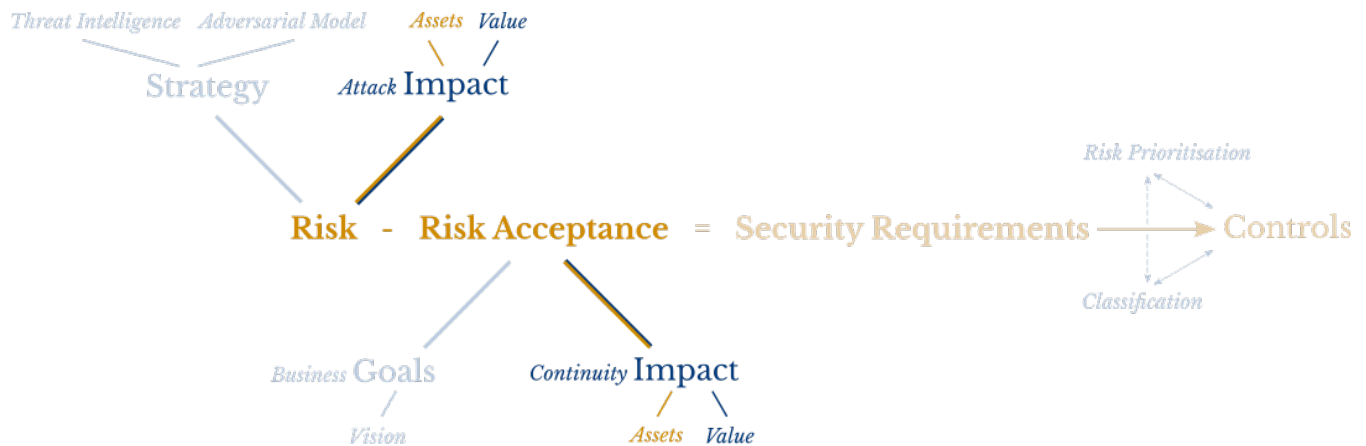 Threat Intelligence Adversarial Model Assets Value
Strategy Attack Impact
Risk Prioritisation
Risk - Risk Acceptance = Security Requirements Controls
Classification
Business Goals Continuity Impact
Vision Assets Value